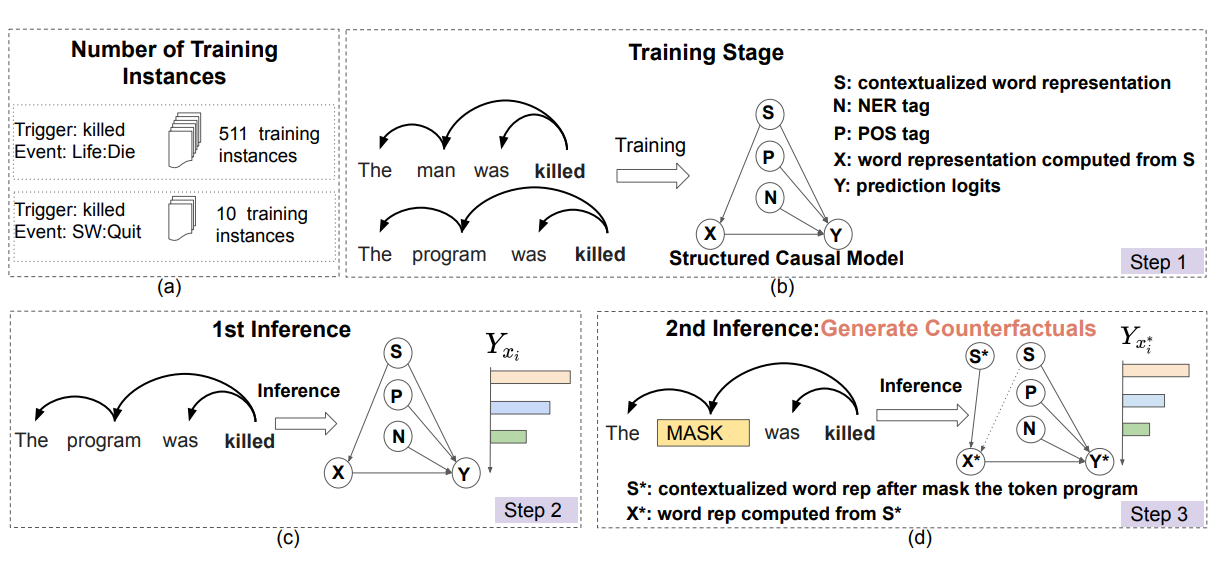 Number of Training
Instances
Trigger: killed
Event: Life:Die
511 training
instances
Trigger: killed
Event: SW:Quit
10 training
instances
(a)
Training Stage
The man was killed
The program was killed
Training
S
P
N
X
Y
Structured Causal Model
S: contextualized word representation
N: NER tag
P: POS tag
X: word representation computed from S
Y: prediction logits
Step 1
(b)
1st Inference
The program was killed
Inference
S
P
N
X
Y
Y_{x_i}
Step 2
(c)
2nd Inference:Generate Counterfactuals
The MASK was killed
Inference
S*
S
P
N
X*
Y*
Y_{x_i^*}
S*: contextualized word rep after mask the token program
X*: word rep computed from S*
Step 3
(d)